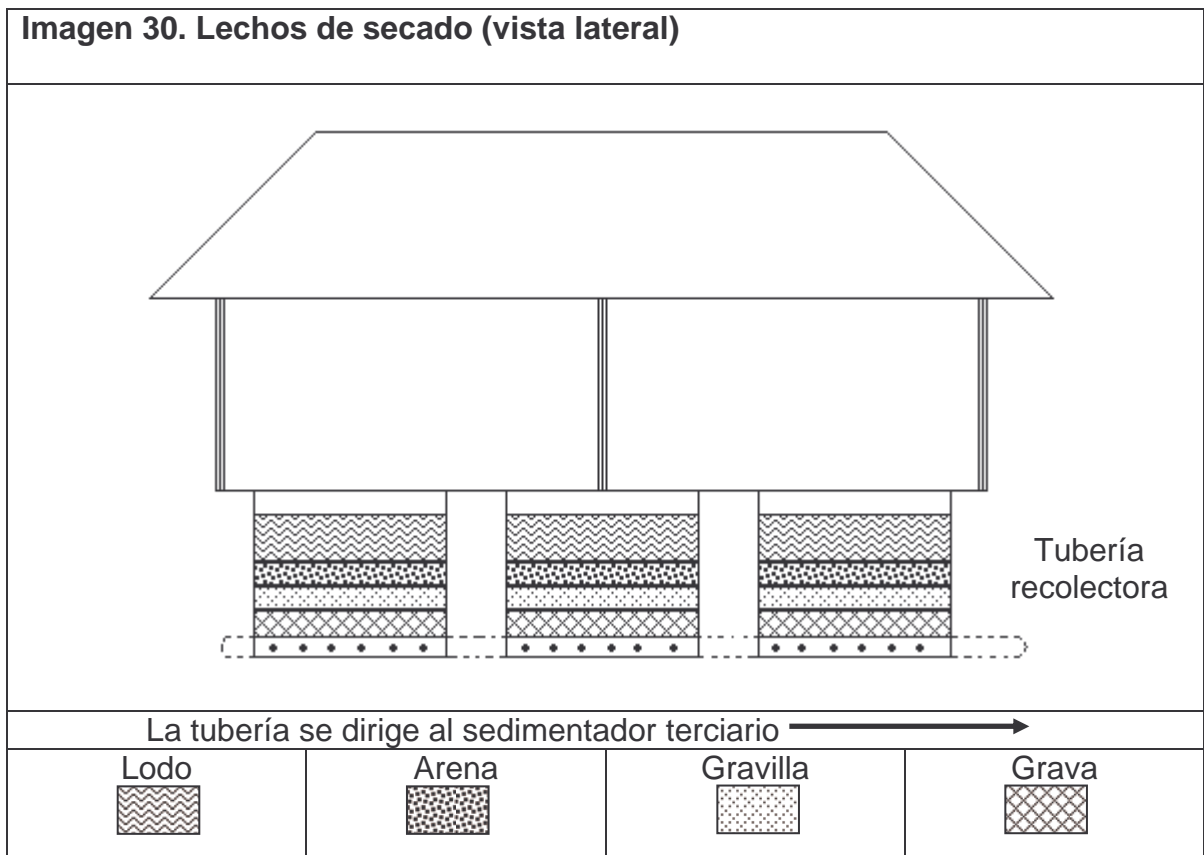 Imagen 30. Lechos de secado (vista lateral)
Tubería
recolectora
La tubería se dirige al sedimentador terciario
Lodo
Arena
Gravilla
Grava